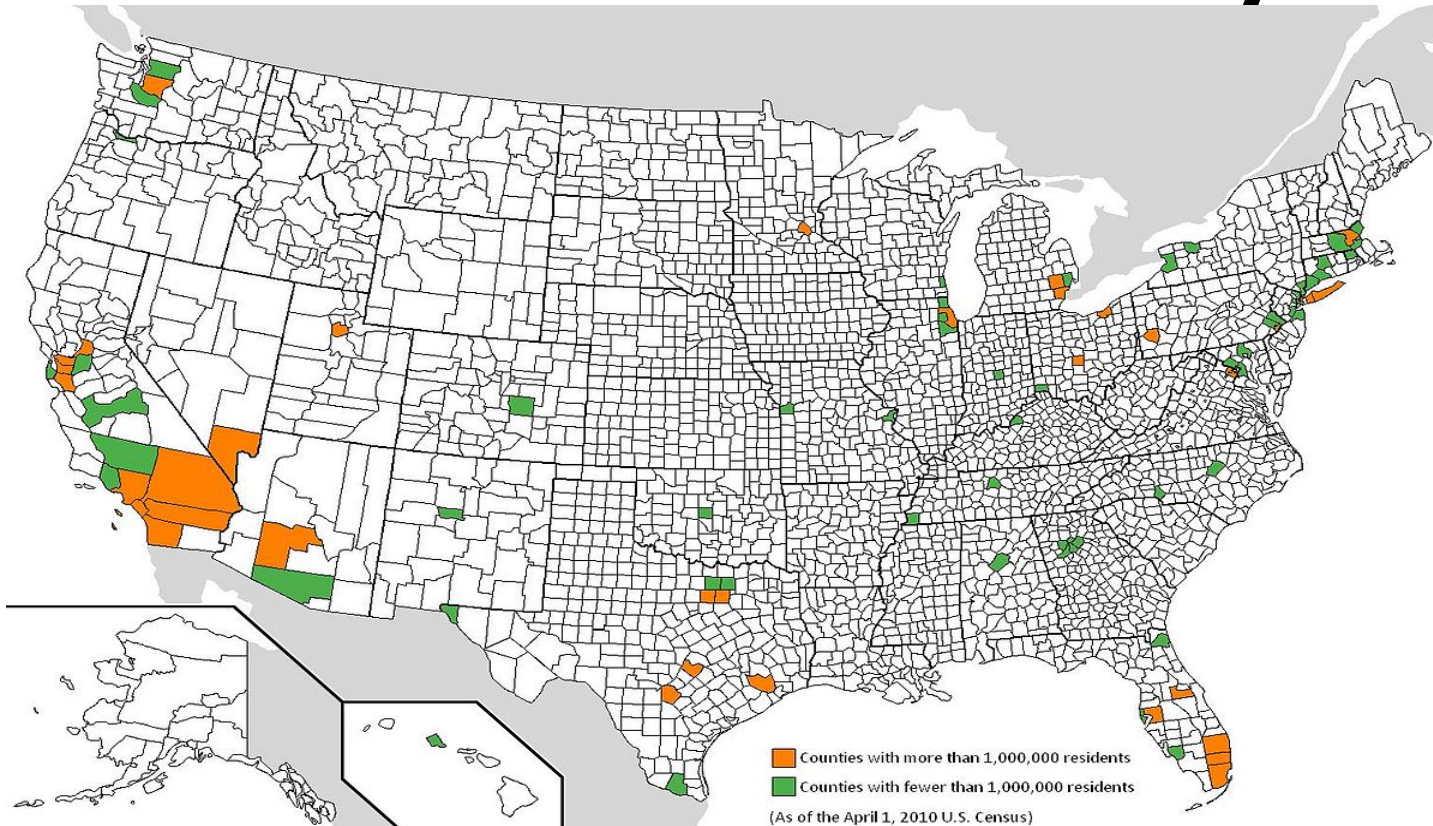 Counties with more than 1,000,000 residents
Counties with fewer than 1,000,000 residents
(As of the April 1, 2010 U.S. Census)